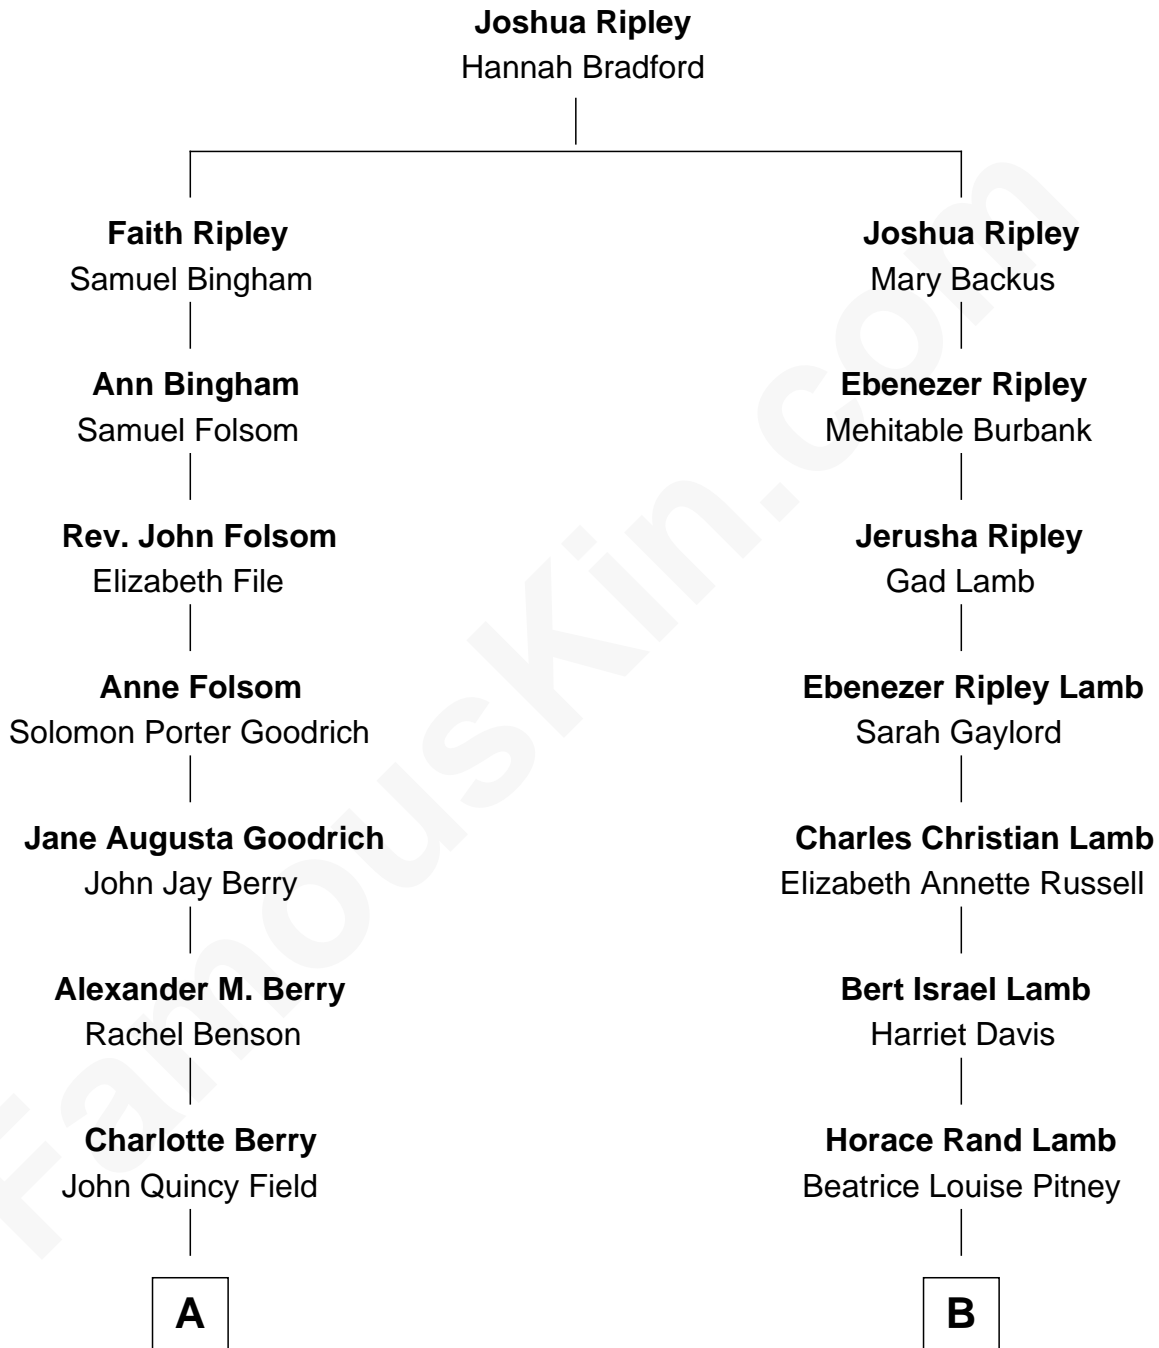 Joshua Ripley
Hannah Bradford
Faith Ripley
Samuel Bingham
Ann Bingham
Samuel Folsom
Rev. John Folsom
Elizabeth File
Anne Folsom
Solomon Porter Goodrich
Jane Augusta Goodrich
John Jay Berry
Alexander M. Berry
Rachel Benson
Charlotte Berry
John Quincy Field
A
Joshua Ripley
Mary Backus
Ebenezer Ripley
Mehitable Burbank
Jerusha Ripley
Gad Lamb
Ebenezer Ripley Lamb
Sarah Gaylord
Charles Christian Lamb
Elizabeth Annette Russell
Bert Israel Lamb
Harriet Davis
Horace Rand Lamb
Beatrice Louise Pitney
B
FamousKin.com